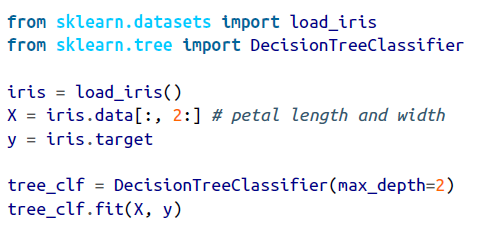 from sklearn.datasets import load_iris
from sklearn.tree import DecisionTreeClassifier
iris = load_iris()
X = iris.data[:, 2:] # petal length and width
y = iris.target
tree_clf = DecisionTreeClassifier(max_depth=2)
tree_clf.fit(X, y)